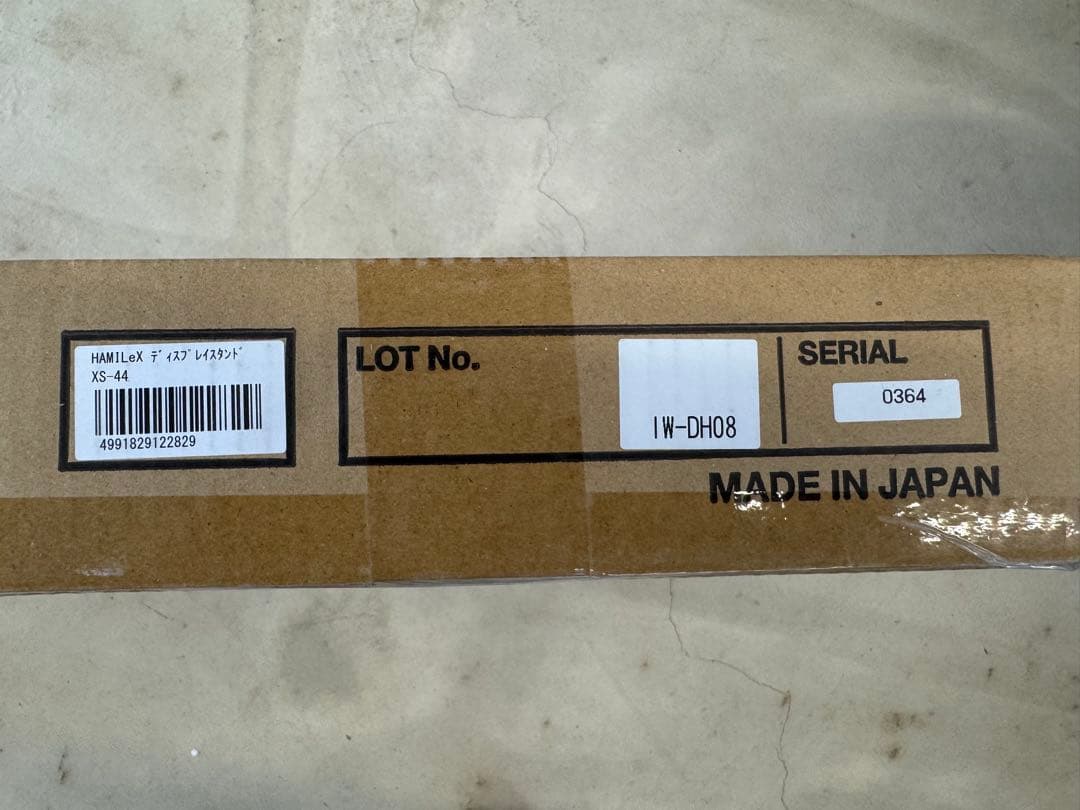 HAMILeX ﾃﾞｨｽﾌﾟﾚｲｽﾀﾝﾄﾞ
XS-44
4991829122829
LOT No.
IW-DH08
SERIAL
0364
MADE IN JAPAN